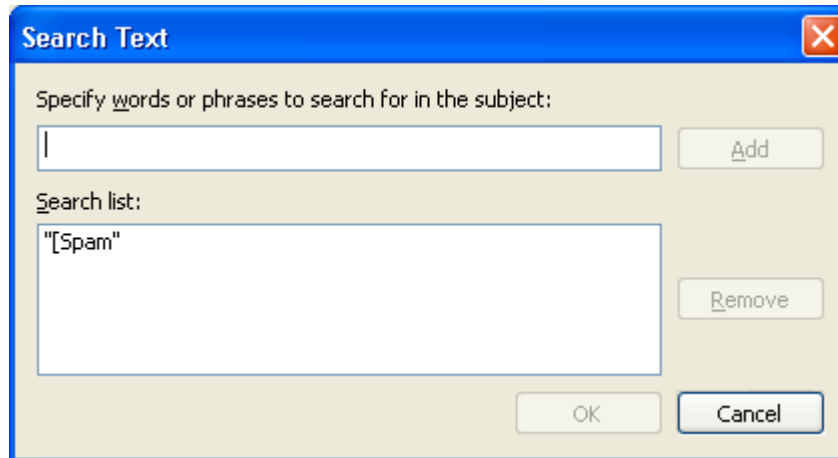 Search Text
Specify words or phrases to search for in the subject:
Add
Search list:
"[Spam"
Remove
OK
Cancel